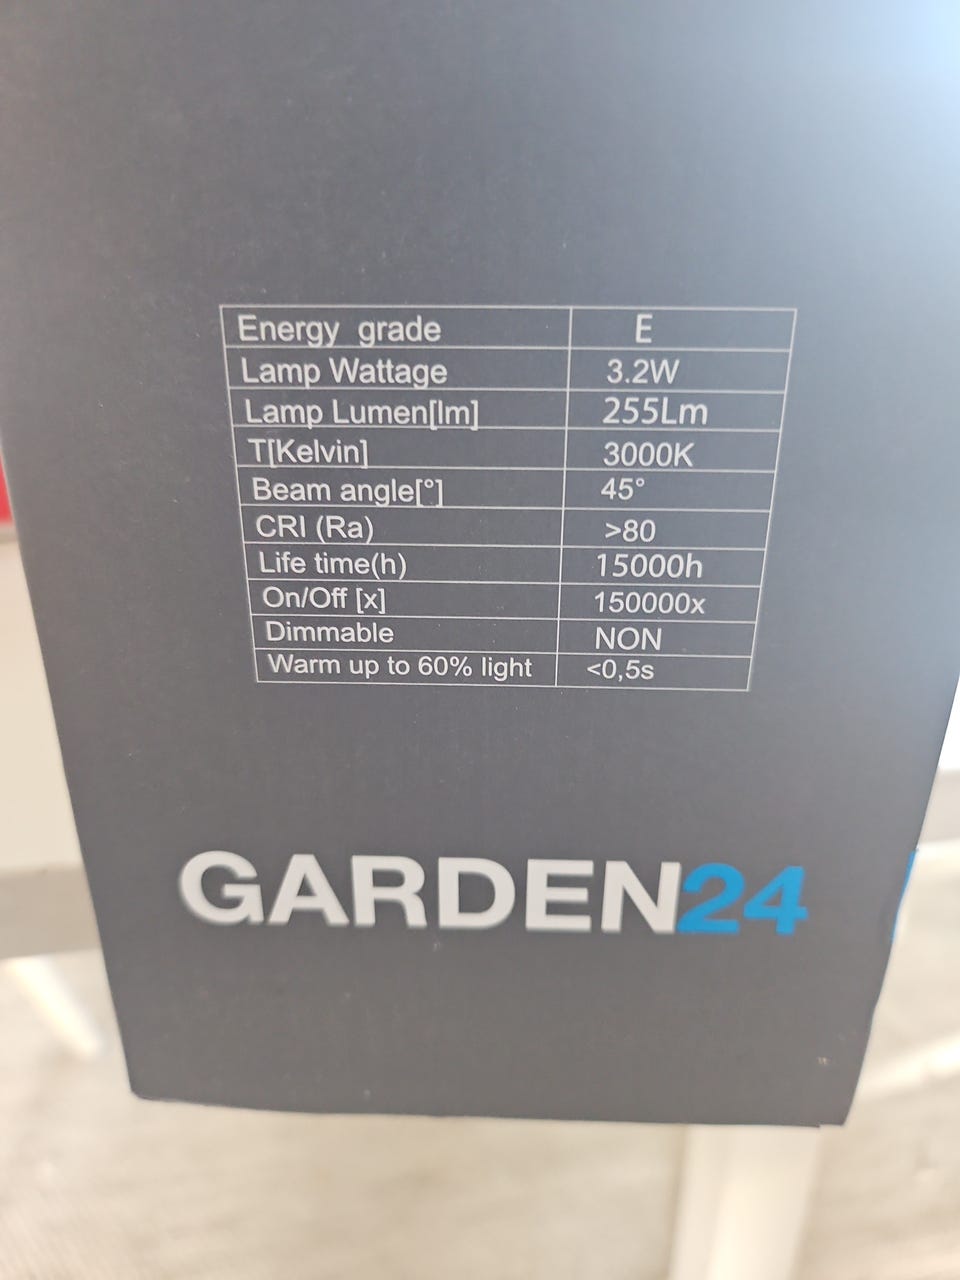 Energy grade E
Lamp Wattage 3.2W
Lamp Lumen[lm] 255Lm
T[Kelvin] 3000K
Beam angle[°] 45°
CRI (Ra) >80
Life time(h) 15000h
On/Off [x] 150000x
Dimmable NON
Warm up to 60% light <0,5s
GARDEN24